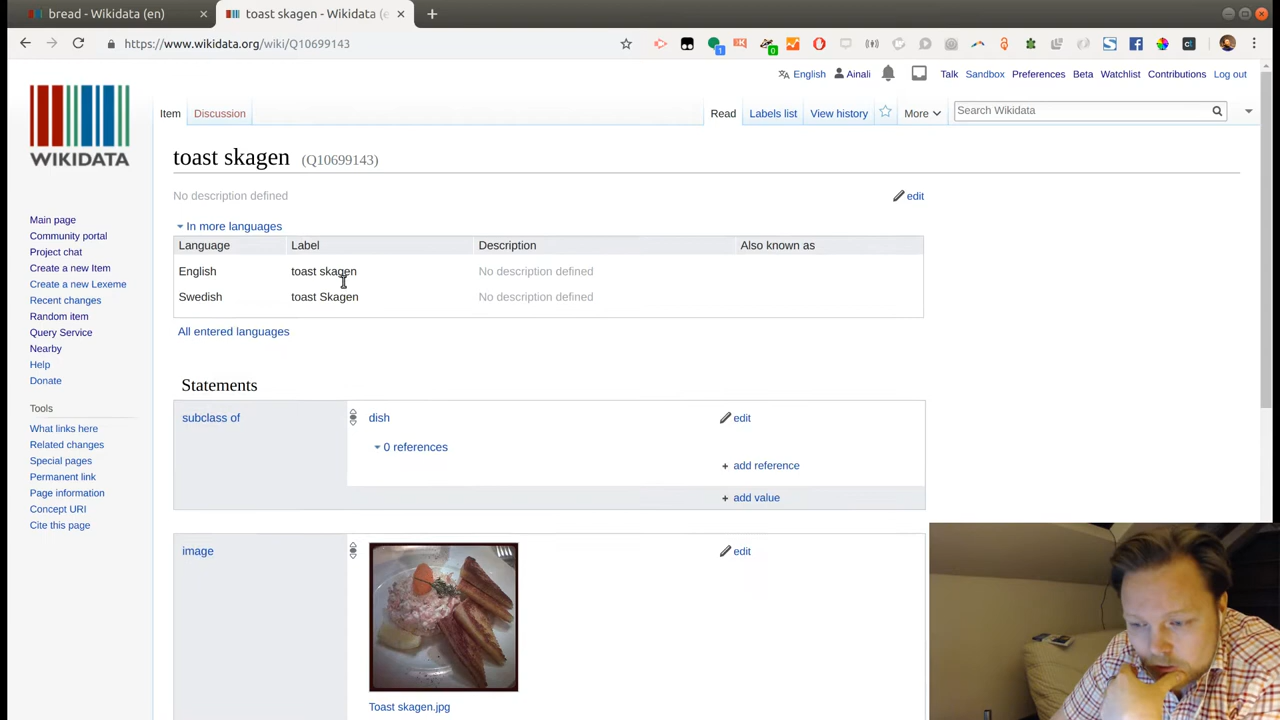 bread - Wikidata (en)
toast skagen - Wikidata (e
https://www.wikidata.org/wiki/Q10699143
1
0
English
Ainali
Talk
Sandbox
Preferences
Beta
Watchlist
Contributions
Log out
WIKIDATA
Item
Discussion
Read
Labels list
View history
More
Search Wikidata
toast skagen (Q10699143)
No description defined
edit
In more languages
Language Label Description Also known as
English toast skagen No description defined
Swedish toast Skagen No description defined
All entered languages
Main page
Community portal
Project chat
Create a new Item
Create a new Lexeme
Recent changes
Random item
Query Service
Nearby
Help
Donate
Tools
What links here
Related changes
Special pages
Permanent link
Page information
Concept URI
Cite this page
Statements
subclass of
dish
edit
0 references
+ add reference
+ add value
image
edit
Toast skagen.jpg